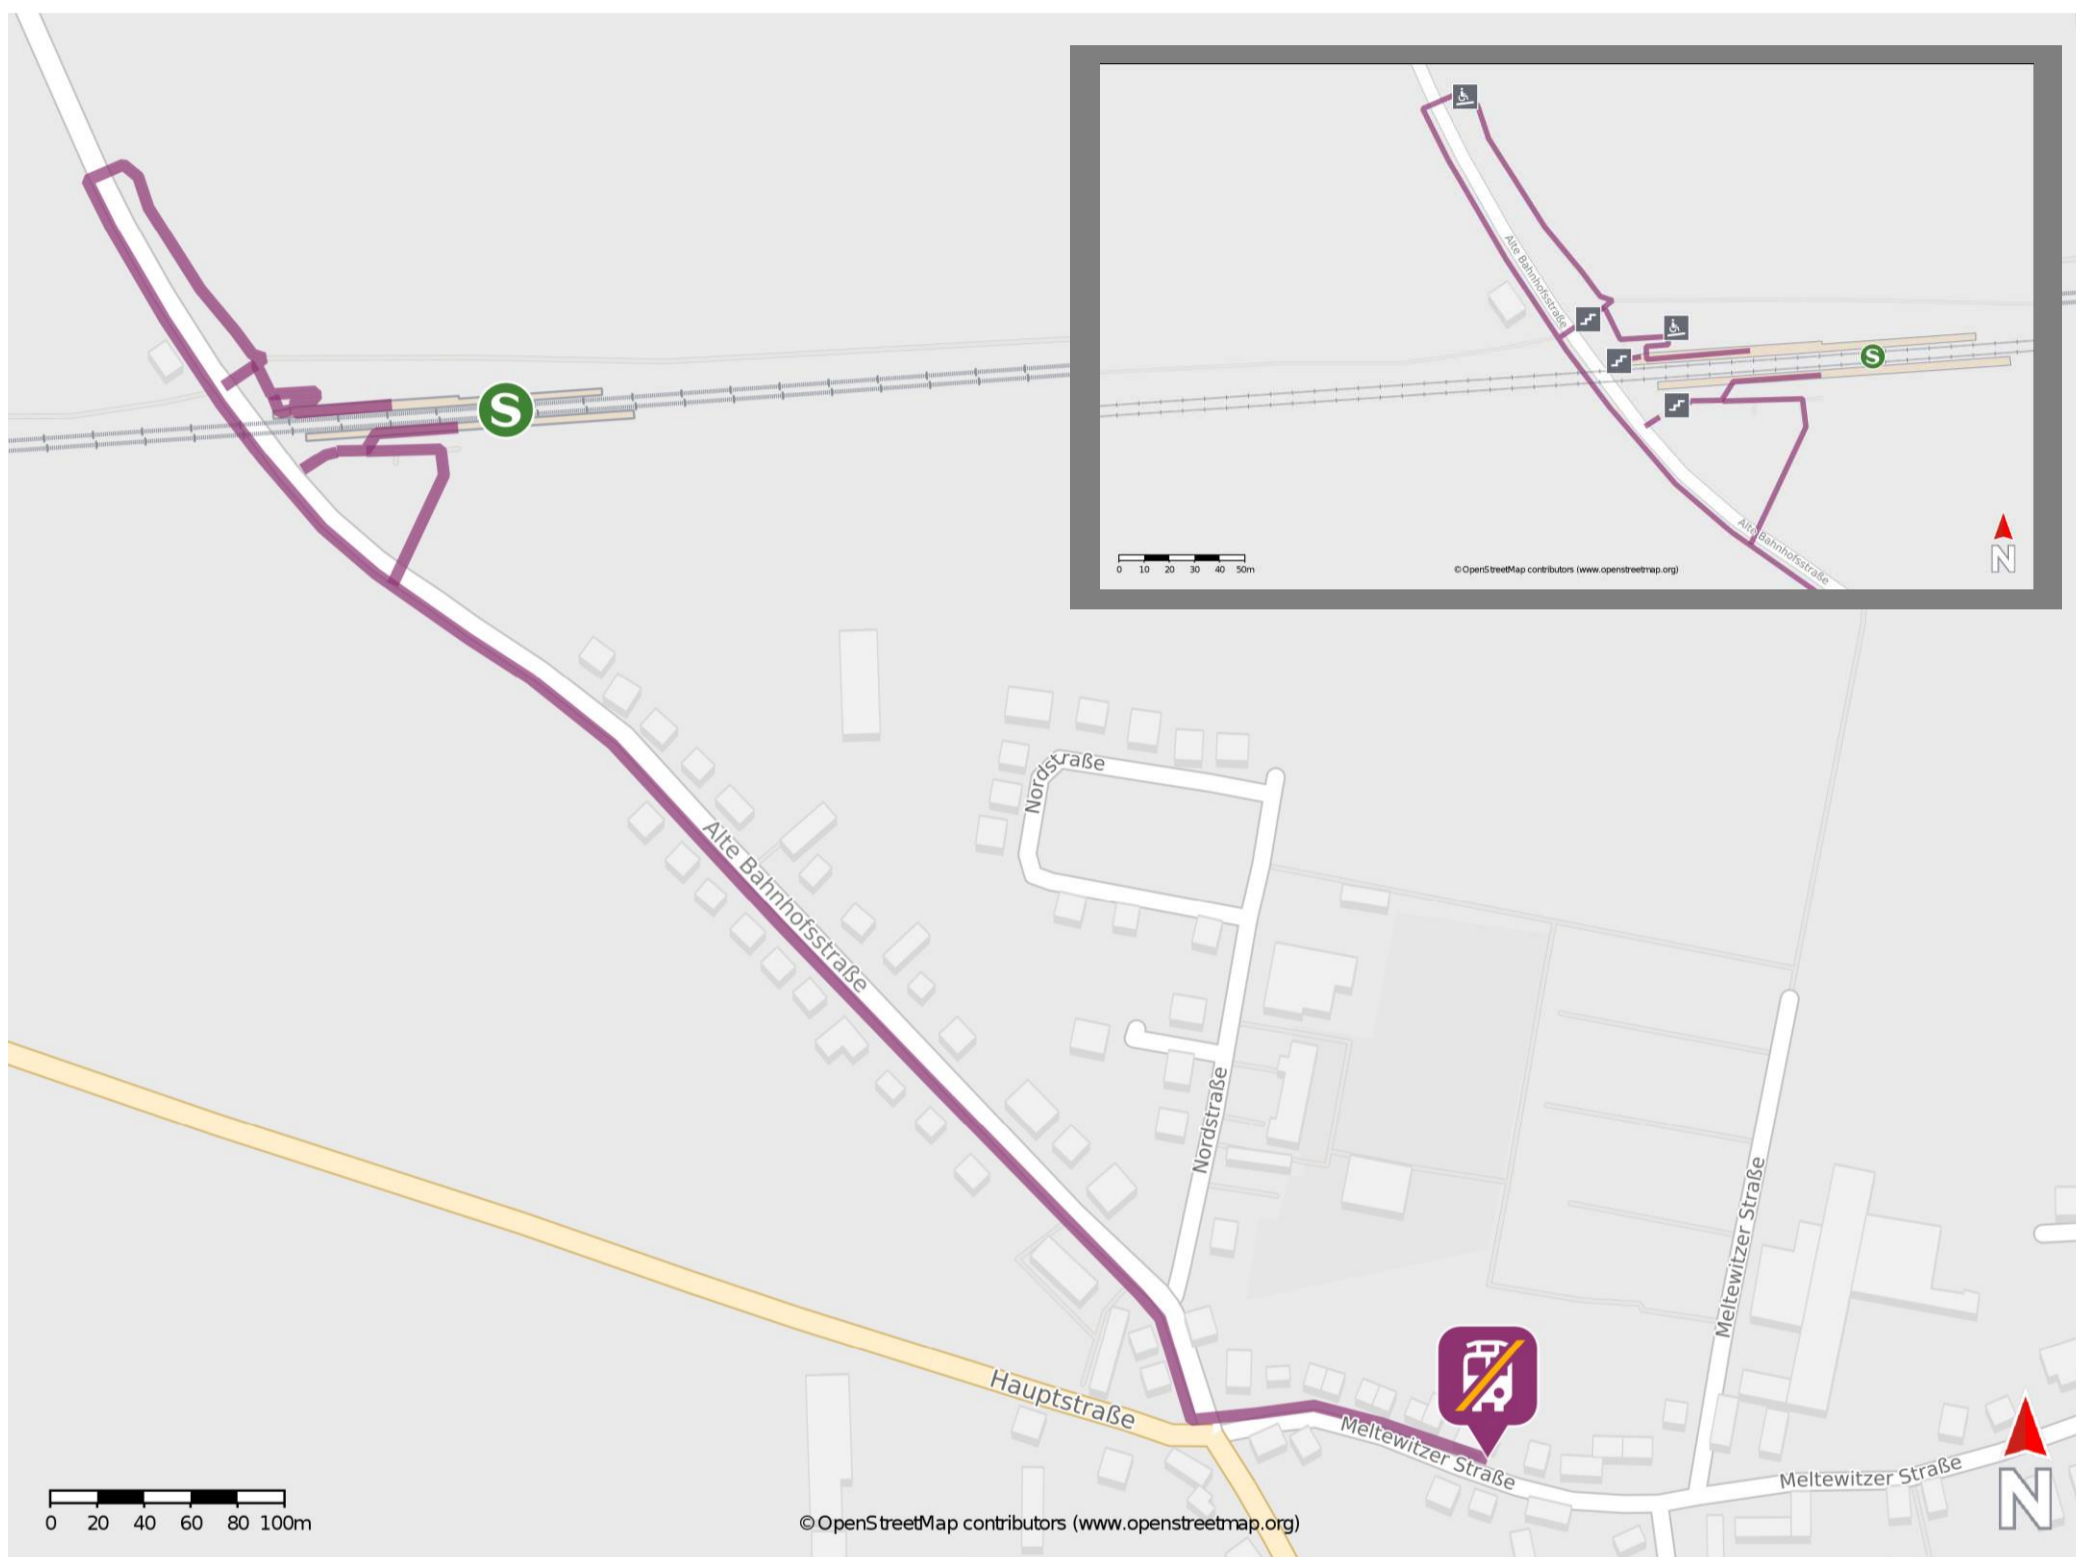 Alte Bahnhofsstraße
S
Alte Bahnhofsstraße
0 10 20 30 40 50m
©OpenStreetMap contributors (www.openstreetmap.org)
N
S
Nordstraße
Alte Bahnhofsstraße
Nordstraße
Meltewitzer Straße
Hauptstraße
Meltewitzer Straße
Meltewitzer Straße
0 20 40 60 80 100m
©OpenStreetMap contributors (www.openstreetmap.org)
N